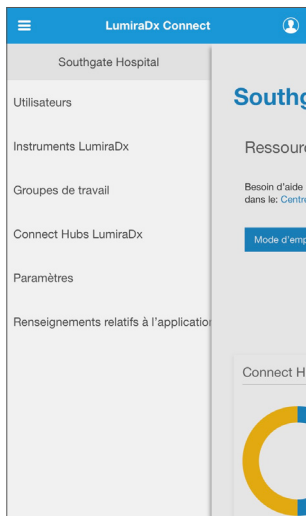 LumiraDx Connect
Southgate Hospital
Utilisateurs
Instruments LumiraDx
Groupes de travail
Connect Hubs LumiraDx
Paramètres
Renseignements relatifs à l'application
Southg
Ressour
Besoin d'aide
dans le: Centre
Mode d'emp
Connect H